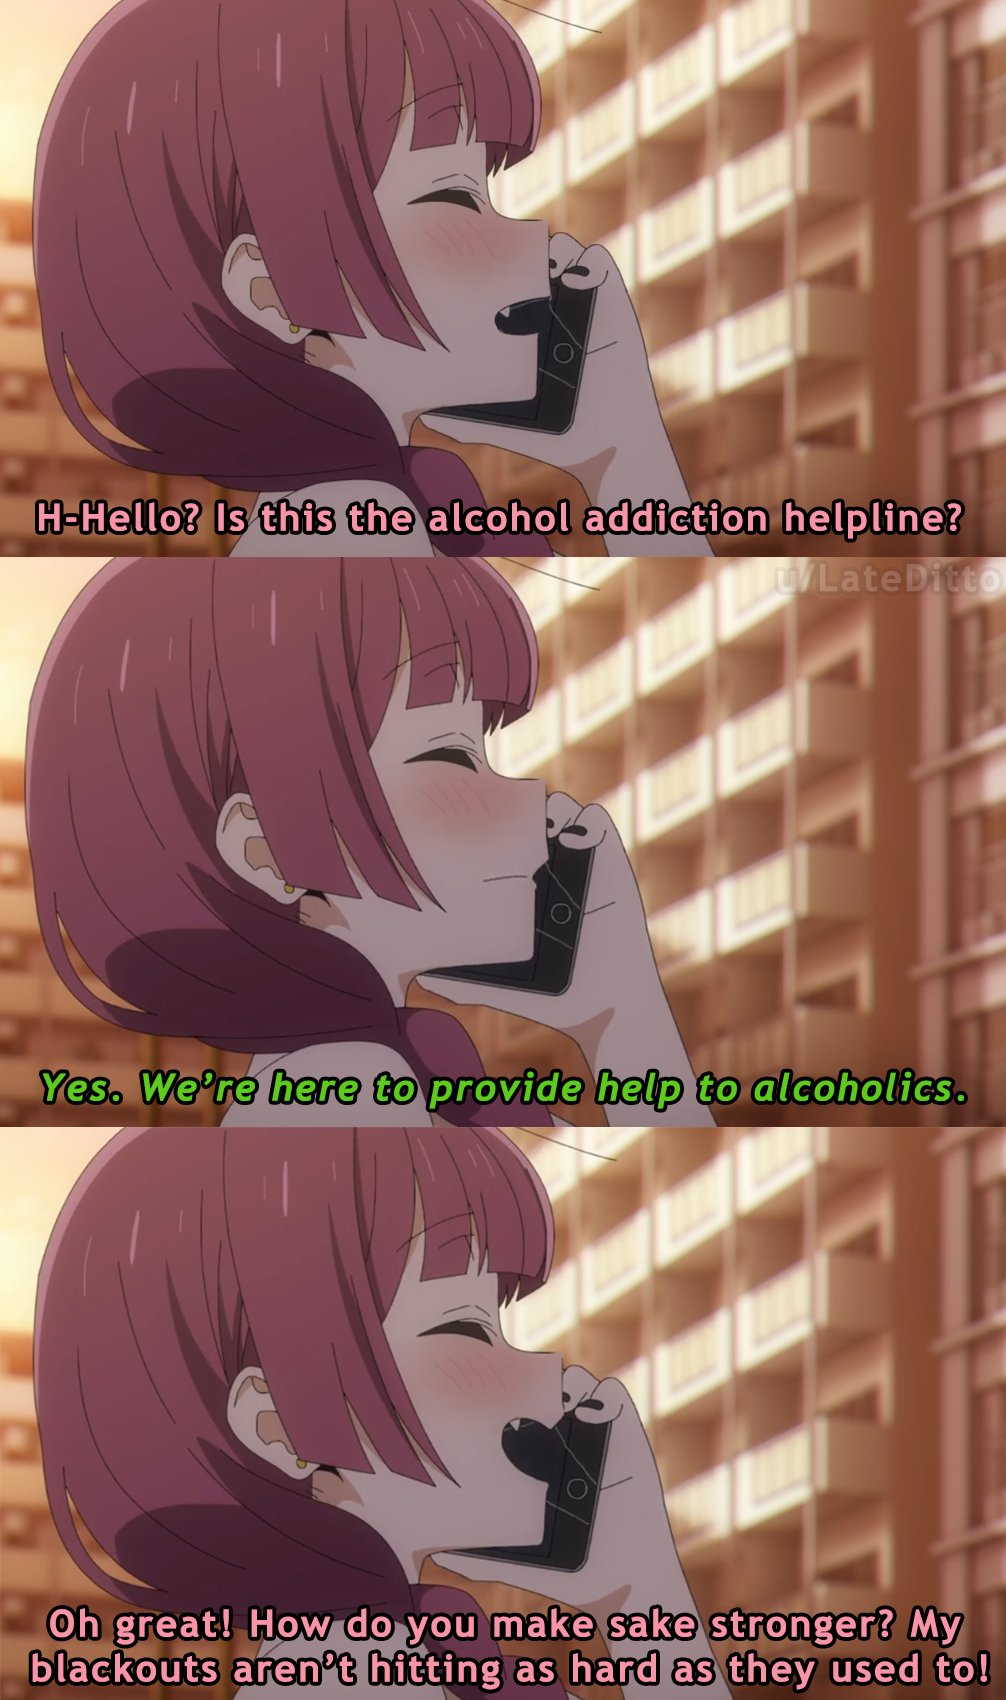 H-Hello? Is this the alcohol addiction helpline?
u/LateDitto
Yes. We’re here to provide help to alcoholics.
Oh great! How do you make sake stronger? My
blackouts aren’t hitting as hard as they used to!